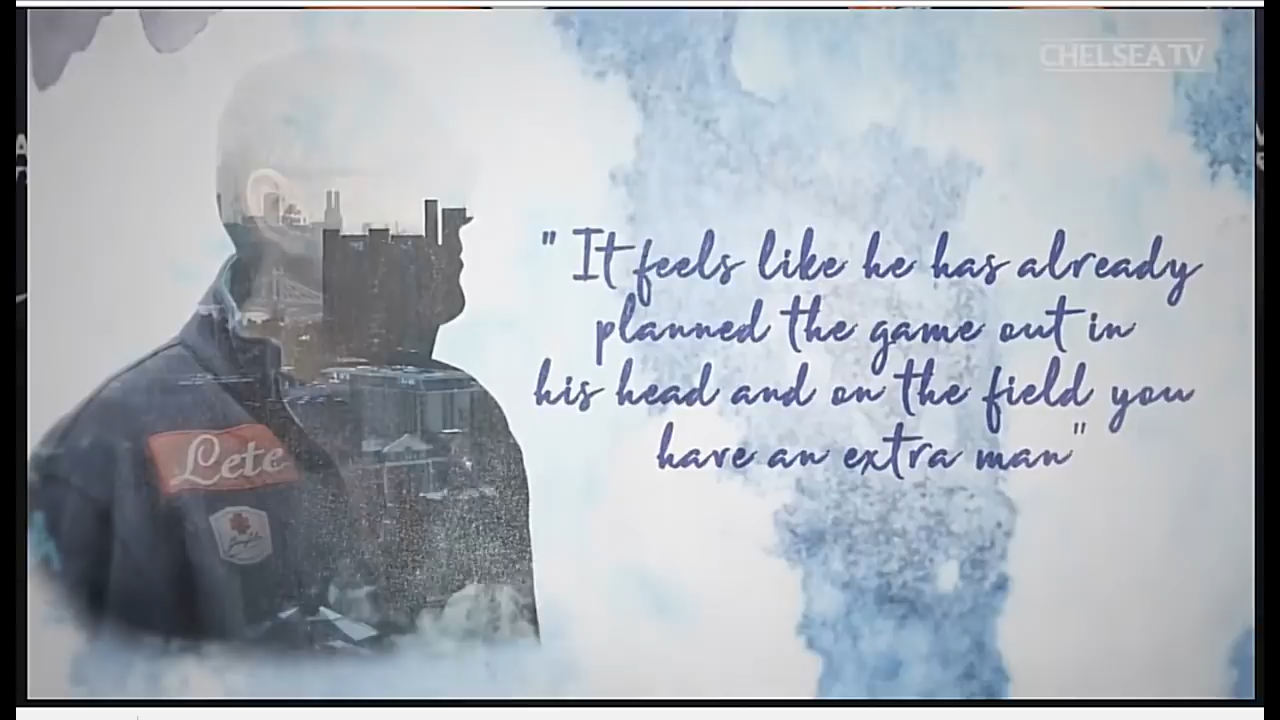 CHELSEA TV
" It feels like he has already
planned the game out in
his head and on the field you
have an extra man"
Lete